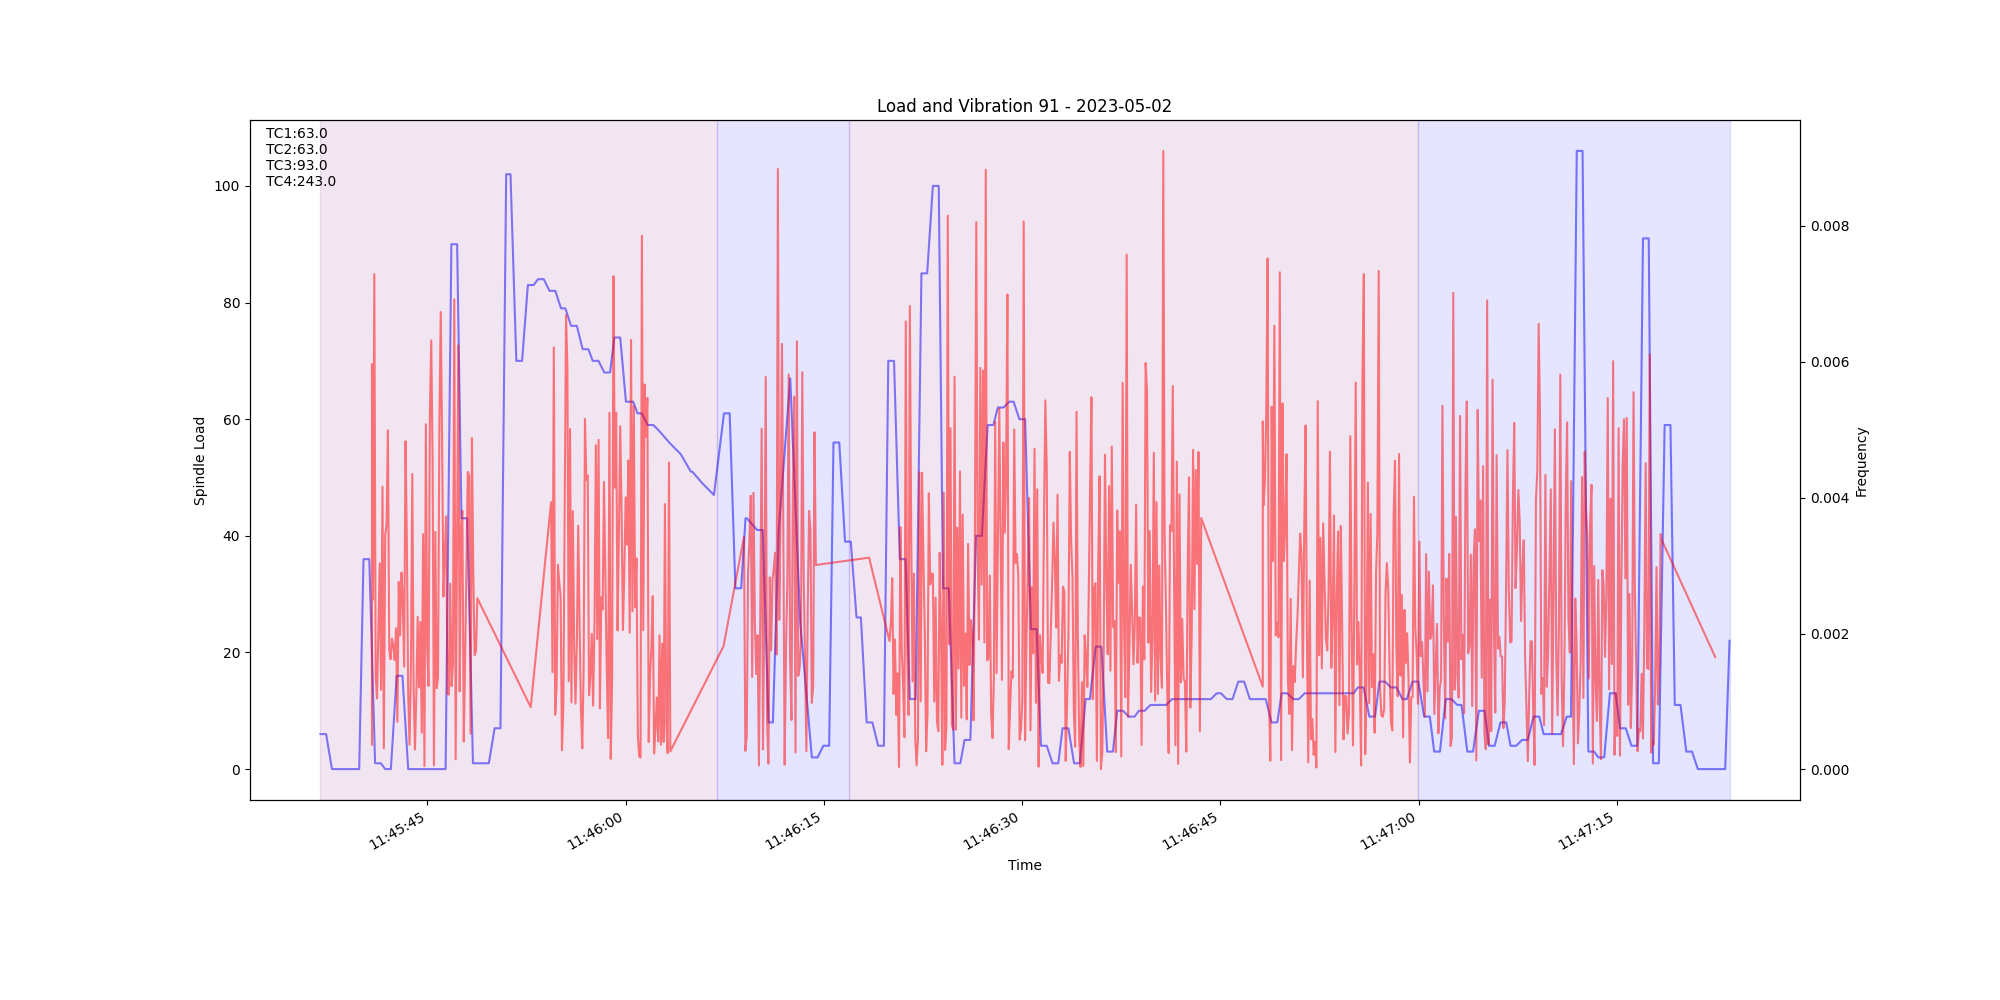 Load and Vibration 91 - 2023-05-02
TC1:63.0
TC2:63.0
TC3:93.0
TC4:243.0
Spindle Load
100
80
60
40
20
0
Frequency
0.008
0.006
0.004
0.002
0.000
11:45:45
11:46:00
11:46:15
11:46:30
11:46:45
11:47:00
11:47:15
Time